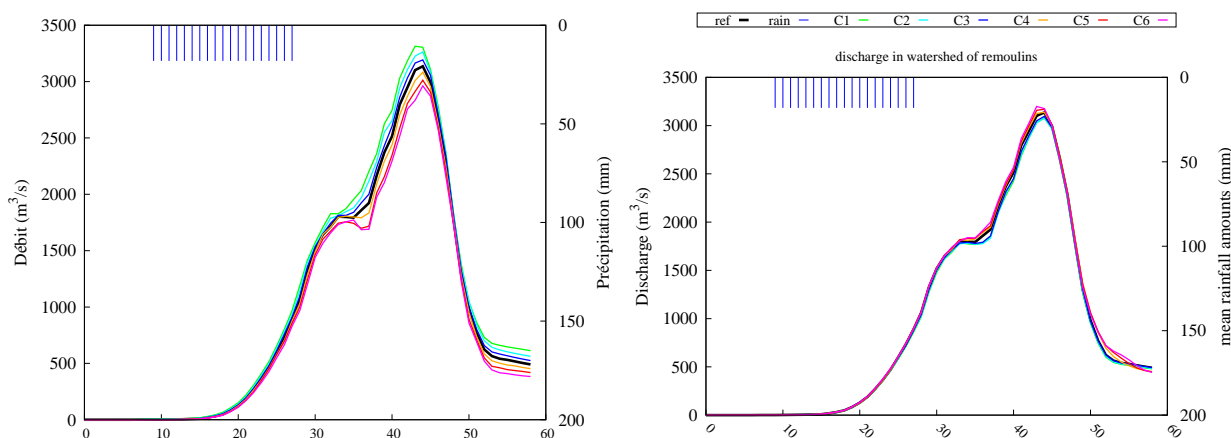 ref rain C1 C2 C3 C4 C5 C6
discharge in watershed of remoulins
3500 0
3000
2500 50
2000
1500 100
1000
500 150
0 200
0 10 20 30 40 50 60
Débit (m³/s)
Précipitation (mm)
3500 0
3000
2500 50
2000
1500 100
1000
500 150
0 200
0 10 20 30 40 50 60
Discharge (m³/s)
mean rainfall amounts (mm)